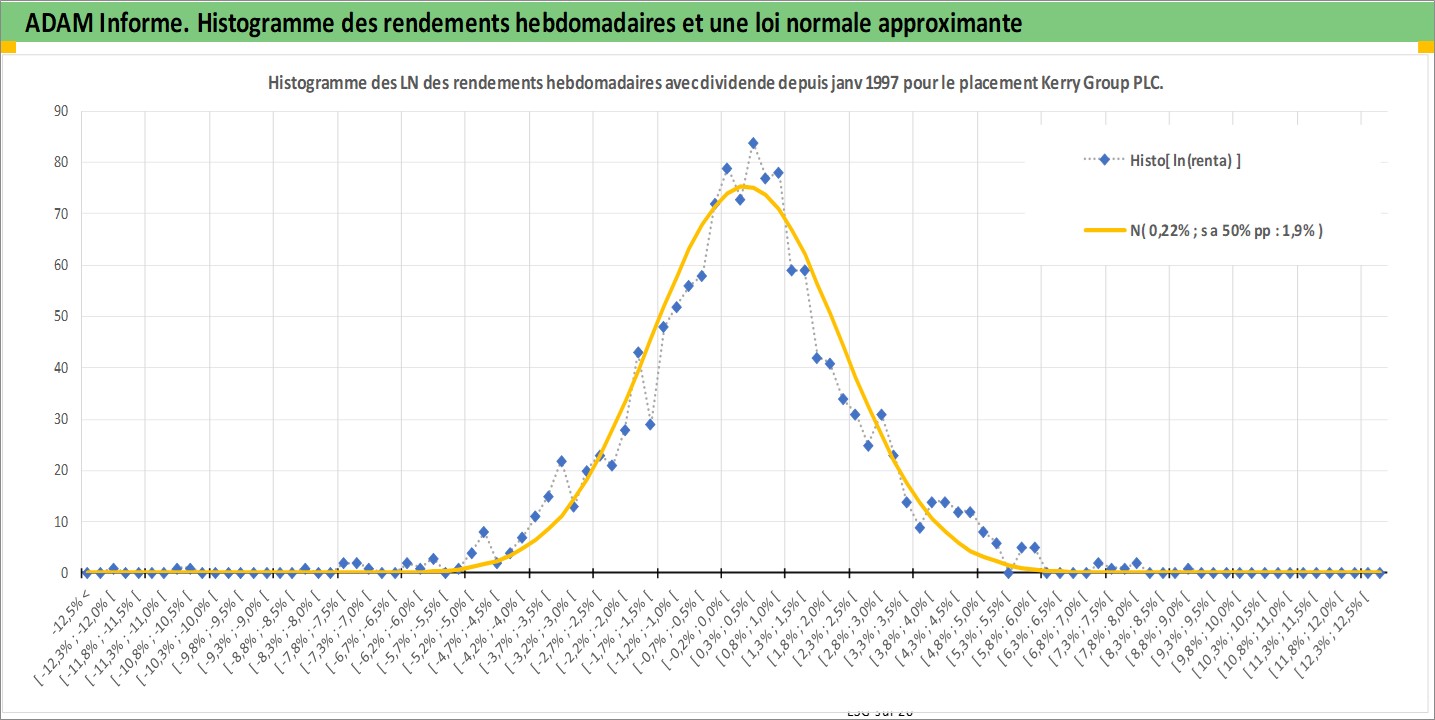 ADAM Informe. Histogramme des rendements hebdomadaires et une loi normale approximante
Histogramme des LN des rendements hebdomadaires avec dividende depuis janv 1997 pour le placement Kerry Group PLC.
90
80
70
60
50
40
30
20
10
0
Histo[ ln(renta) ]
N( 0,22% ; s a 50% pp : 1,9% )
-12,5% <
[ -12,3% ; -12,0% [
[ -11,8% ; -11,5% [
[ -11,3% ; -11,0% [
[ -10,8% ; -10,5% [
[ -10,3% ; -10,0% [
[ -9,8% ; -9,5% [
[ -9,3% ; -9,0% [
[ -8,8% ; -8,5% [
[ -8,3% ; -8,0% [
[ -7,8% ; -7,5% [
[ -7,3% ; -7,0% [
[ -6,7% ; -6,5% [
[ -6,2% ; -6,0% [
[ -5,7% ; -5,5% [
[ -5,2% ; -5,0% [
[ -4,7% ; -4,5% [
[ -4,2% ; -4,0% [
[ -3,7% ; -3,5% [
[ -3,2% ; -3,0% [
[ -2,7% ; -2,5% [
[ -2,2% ; -2,0% [
[ -1,7% ; -1,5% [
[ -1,2% ; -1,0% [
[ -0,7% ; -0,5% [
[ -0,2% ; 0,0% [
[ 0,3% ; 0,5% [
[ 0,8% ; 1,0% [
[ 1,3% ; 1,5% [
[ 1,8% ; 2,0% [
[ 2,3% ; 2,5% [
[ 2,8% ; 3,0% [
[ 3,3% ; 3,5% [
[ 3,8% ; 4,0% [
[ 4,3% ; 4,5% [
[ 4,8% ; 5,0% [
[ 5,3% ; 5,5% [
[ 5,8% ; 6,0% [
[ 6,3% ; 6,5% [
[ 6,8% ; 7,0% [
[ 7,3% ; 7,5% [
[ 7,8% ; 8,0% [
[ 8,3% ; 8,5% [
[ 8,8% ; 9,0% [
[ 9,3% ; 9,5% [
[ 9,8% ; 10,0% [
[ 10,3% ; 10,5% [
[ 10,8% ; 11,0% [
[ 11,3% ; 11,5% [
[ 11,8% ; 12,0% [
[ 12,3% ; 12,5% [